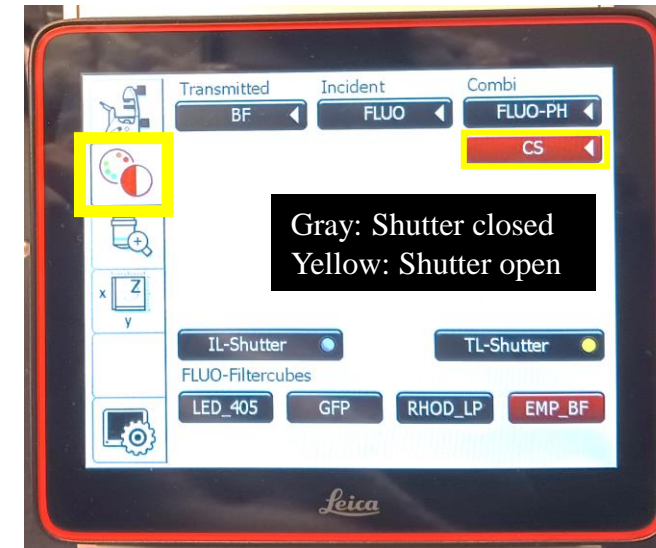 Transmitted Incident Combi
BF FLUO FLUO-PH
CS
Gray: Shutter closed
Yellow: Shutter open
x Z
y
IL-Shutter TL-Shutter
FLUO-Filtercubes
LED_405 GFP RHOD_LP EMP_BF
Leica